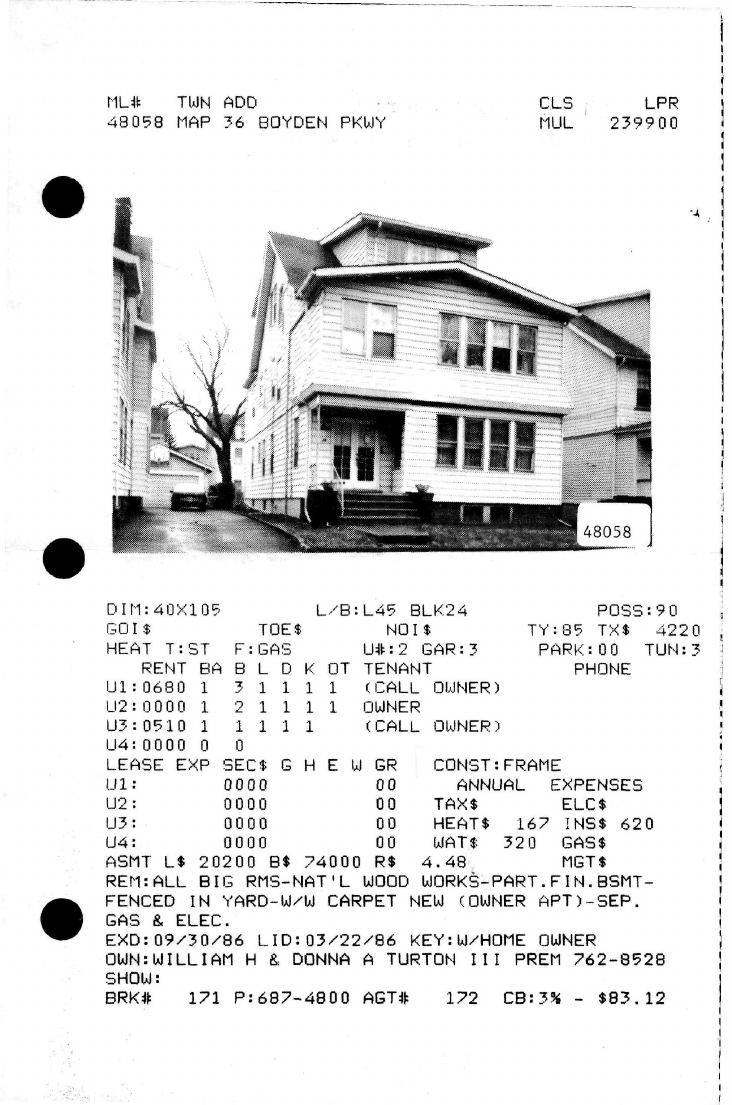 ML#   TWN ADD   CLS   LPR
48058 MAP 36 BOYDEN PKWY   MUL   239900
48058
DIM:40X105   L/B:L45 BLK24   POSS:90
GOI$   TOE$   NOI$   TY:85 TX$ 4220
HEAT T:ST F:GAS   U#:2 GAR:3   PARK:00 TUN:3
RENT BA B L D K OT TENANT   PHONE
U1:0680 1 3 1 1 1 1 (CALL OWNER)
U2:0000 1 2 1 1 1 1 OWNER
U3:0510 1 1 1 1 1 (CALL OWNER)
U4:0000 0 0
LEASE EXP SEC$ G H E W GR   CONST:FRAME
U1:   0000   00   ANNUAL EXPENSES
U2:   0000   00   TAX$   ELC$
U3:   0000   00   HEAT$ 167 INS$ 620
U4:   0000   00   WAT$ 320 GAS$
ASMT L$ 20200 B$ 74000 R$ 4.48   MGT$
REM:ALL BIG RMS-NAT'L WOOD WORKS-PART.FIN.BSMT-
FENCED IN YARD-W/W CARPET NEW (OWNER APT)-SEP.
GAS & ELEC.
EXD:09/30/86 LID:03/22/86 KEY:W/HOME OWNER
OWN:WILLIAM H & DONNA A TURTON III PREM 762-8528
SHOW:
BRK#   171 P:687-4800 AGT#   172   CB:3% - $83.12